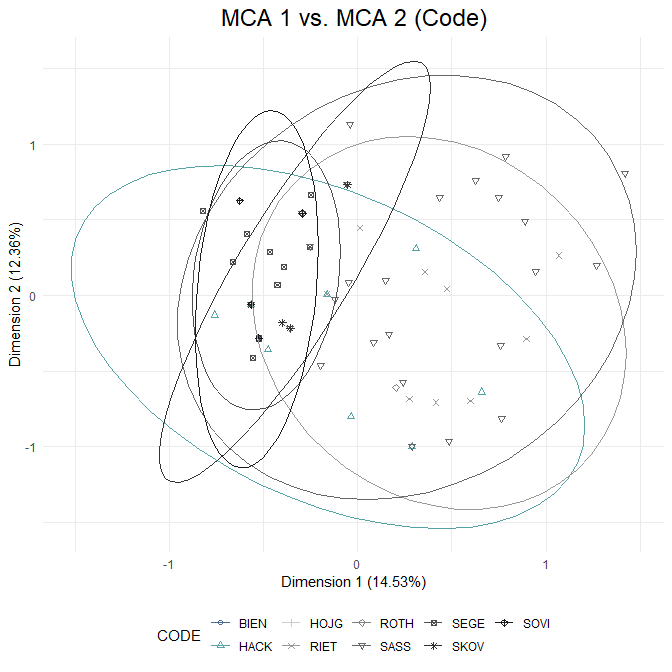 MCA 1 vs. MCA 2 (Code)
Dimension 2 (12.36%)
1
0
-1
-1 0 1
Dimension 1 (14.53%)
CODE
BIEN HOJG ROTH SEGE SOVI
HACK RIET SASS SKOV